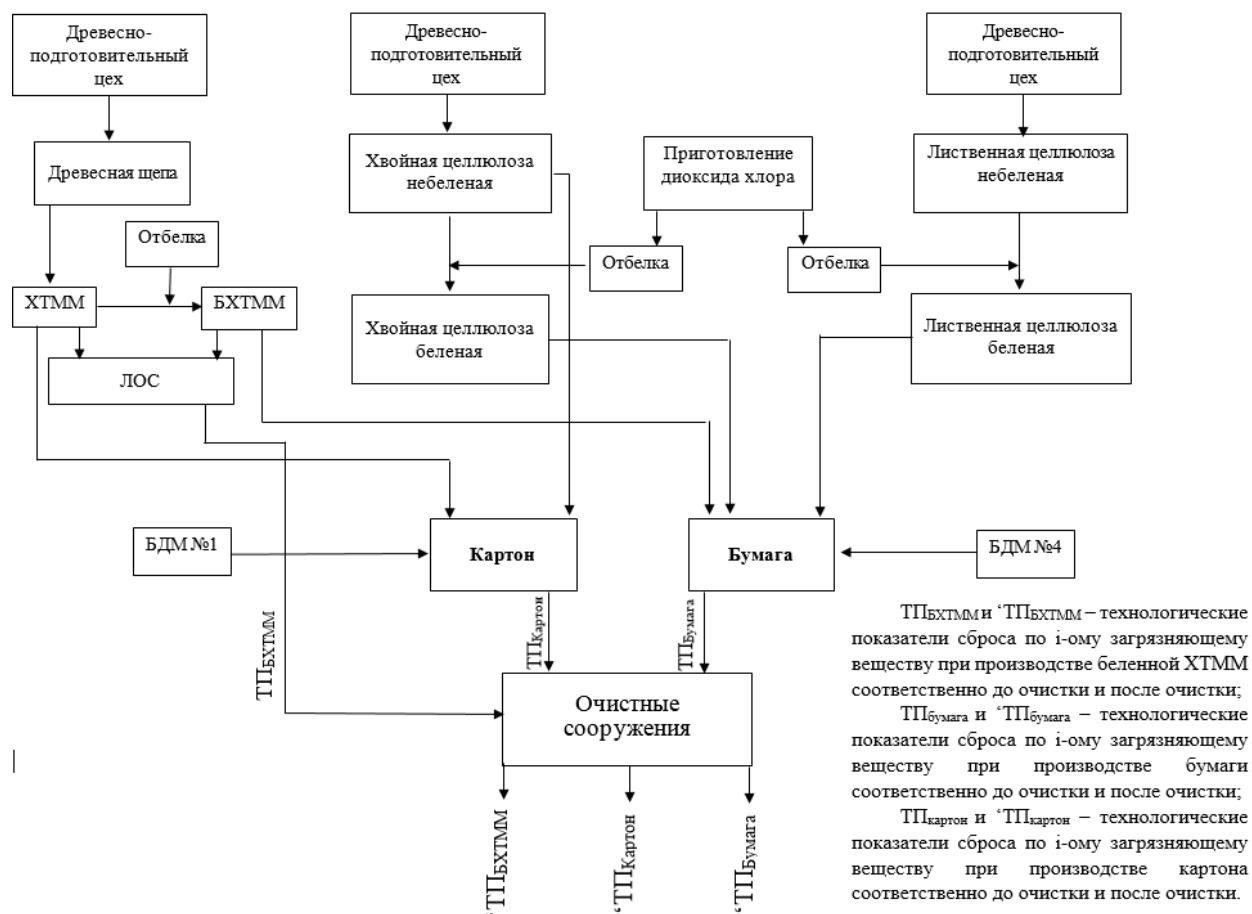 Древесно-
подготовительный
цех
Древесно-
подготовительный
цех
Древесно-
подготовительный
цех
Древесная щепа
Хвойная целлюлоза
небеленая
Приготовление
диоксида хлора
Лиственная целлюлоза
небеленая
Отбелка
Отбелка
Отбелка
ХТММ
БХТММ
Хвойная целлюлоза
беленая
Лиственная целлюлоза
беленая
ЛОС
БДМ №1
Картон
Бумага
БДМ №4
ТПБХТММ
ТПКартон
ТПБумага
Очистные
сооружения
‘ТПБХТММ
‘ТПКартон
‘ТПБумага
ТПБХТММ и ‘ТПБХТММ – технологические
показатели сброса по i-ому загрязняющему
веществу при производстве беленной ХТММ
соответственно до очистки и после очистки;
ТПбумага и ‘ТПбумага – технологические
показатели сброса по i-ому загрязняющему
веществу при производстве бумаги
соответственно до очистки и после очистки;
ТПкартон и ‘ТПкартон – технологические
показатели сброса по i-ому загрязняющему
веществу при производстве картона
соответственно до очистки и после очистки.